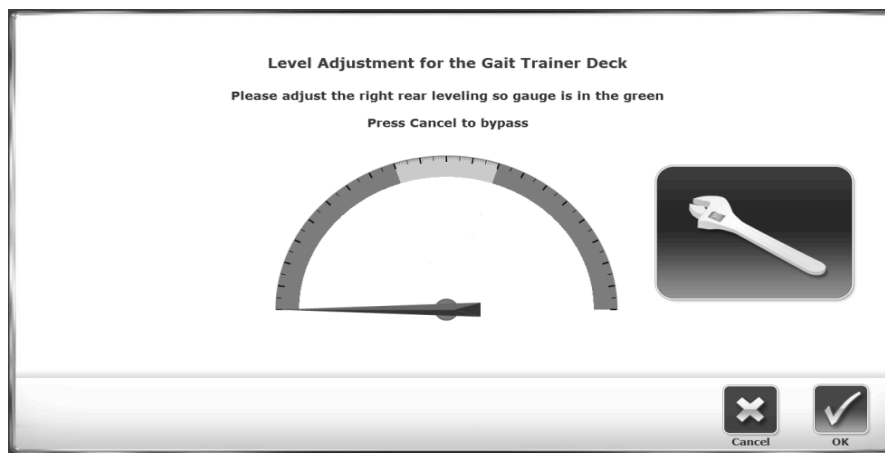 Level Adjustment for the Gait Trainer Deck
Please adjust the right rear leveling so gauge is in the green
Press Cancel to bypass
Cancel
OK